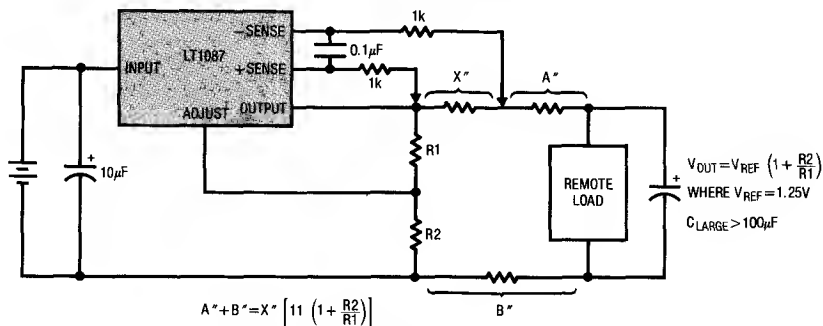 −SENSE
1k
LT1087
0.1μF
X″
A″
INPUT
+SENSE
1k
ADJUST
OUTPUT
R1
+
10μF
REMOTE
LOAD
+
V_OUT=V_REF (1+R2/R1)
WHERE V_REF=1.25V
C_LARGE>100μF
R2
A″+B″=X″ [11 (1+R2/R1)]
B″